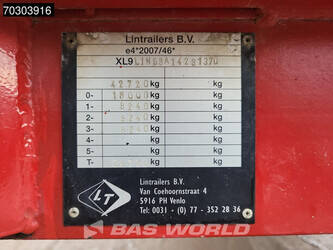 70303916
Lintrailers B.V.
e4*2007/46*
42720 kg kg
0- 18000 kg kg
1- 8240 kg kg
2- 8240 kg kg
3- 8240 kg kg
4- kg kg
5- kg kg
T- kg kg
LT
Lintrailers B.V.
Van Coehoornstraat 4
5916 PH Venlo
Tel: 0031 - (0) 77 - 352 28 36
BAS WORLD